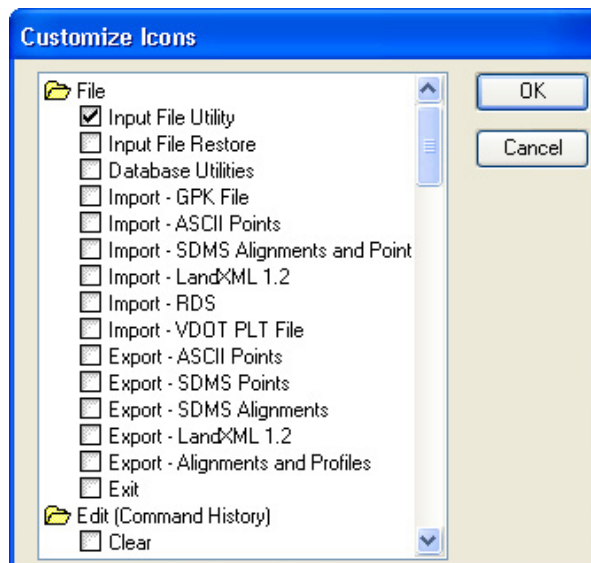 Customize Icons
File
Input File Utility
Input File Restore
Database Utilities
Import - GPK File
Import - ASCII Points
Import - SDMS Alignments and Point
Import - LandXML 1.2
Import - RDS
Import - VDOT PLT File
Export - ASCII Points
Export - SDMS Points
Export - SDMS Alignments
Export - LandXML 1.2
Export - Alignments and Profiles
Exit
Edit (Command History)
Clear
OK
Cancel